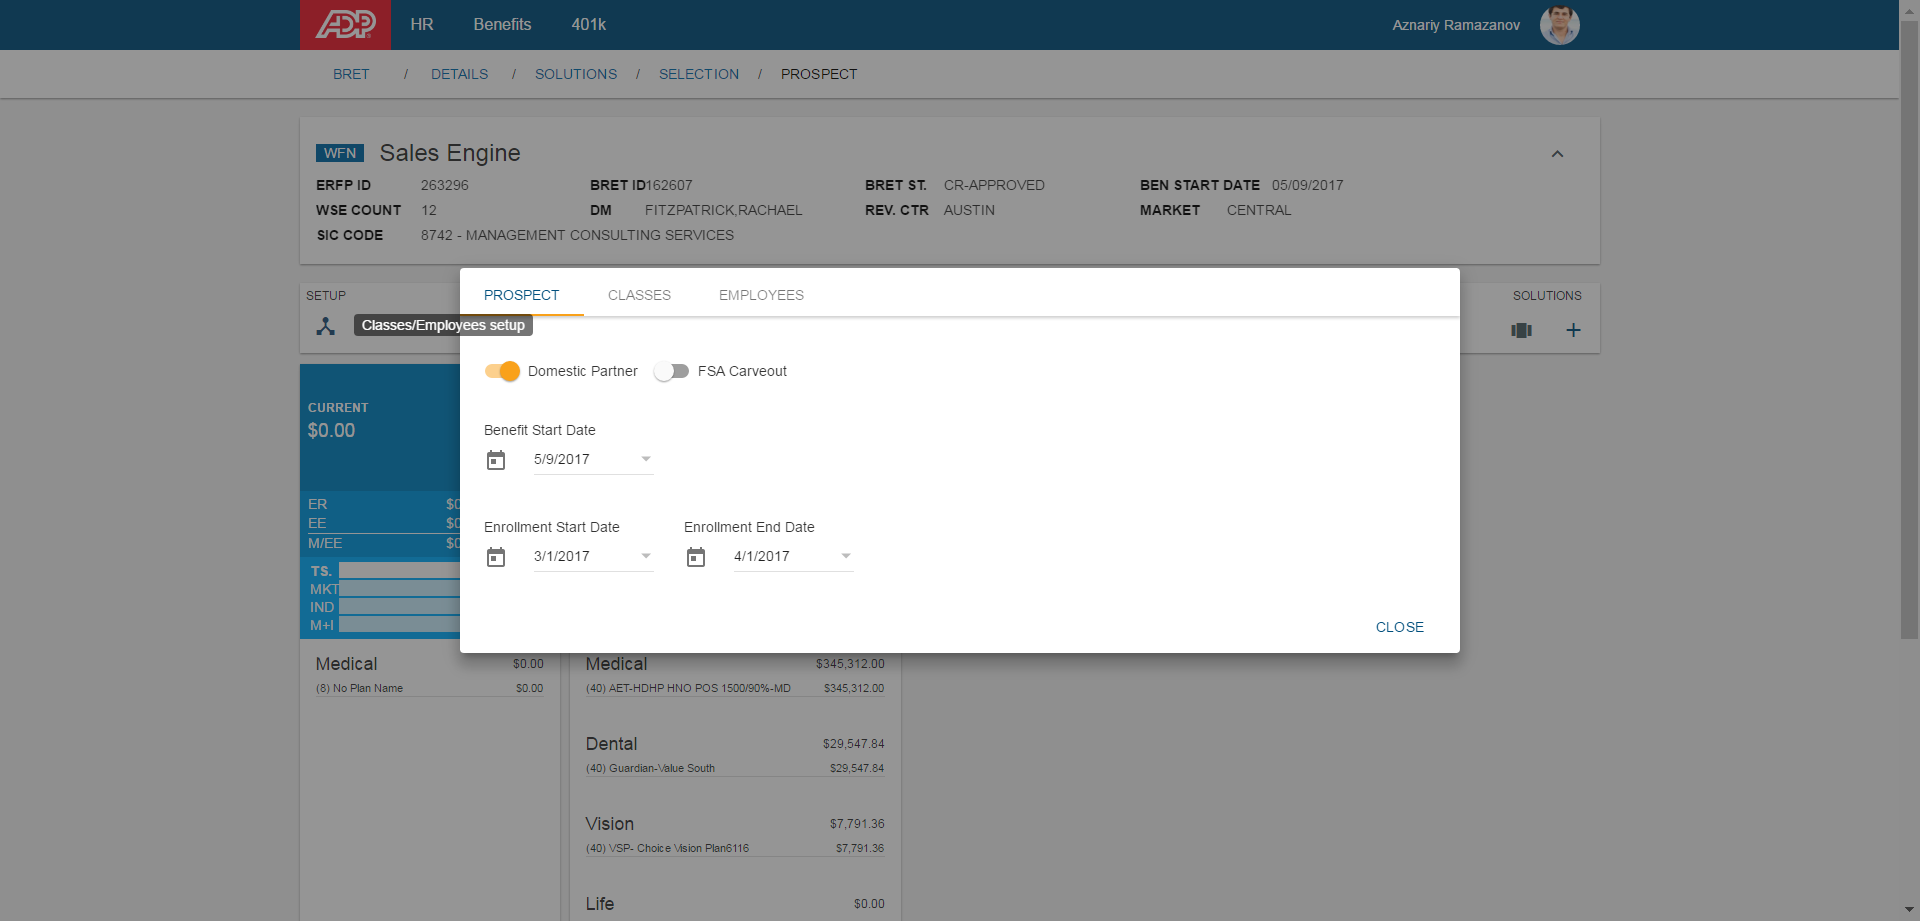 ADP HR Benefits 401k Aznariy Ramazanov
BRET / DETAILS / SOLUTIONS / SELECTION / PROSPECT
WFN Sales Engine
ERFP ID 263296 BRET ID162607 BRET ST. CR-APPROVED BEN START DATE 05/09/2017
WSE COUNT 12 DM FITZPATRICK,RACHAEL REV. CTR AUSTIN MARKET CENTRAL
SIC CODE 8742 - MANAGEMENT CONSULTING SERVICES
SETUP SOLUTIONS
PROSPECT CLASSES EMPLOYEES
Classes/Employees setup
Domestic Partner FSA Carveout
Benefit Start Date
5/9/2017
Enrollment Start Date Enrollment End Date
3/1/2017 4/1/2017
CLOSE
CURRENT
$0.00
ER $0
EE $0
M/EE $0
TS.
MKT
IND
M+I
Medical $0.00
(8) No Plan Name $0.00
Medical $345,312.00
(40) AET-HDHP HNO POS 1500/90%-MD $345,312.00
Dental $29,547.84
(40) Guardian-Value South $29,547.84
Vision $7,791.36
(40) VSP- Choice Vision Plan6116 $7,791.36
Life $0.00